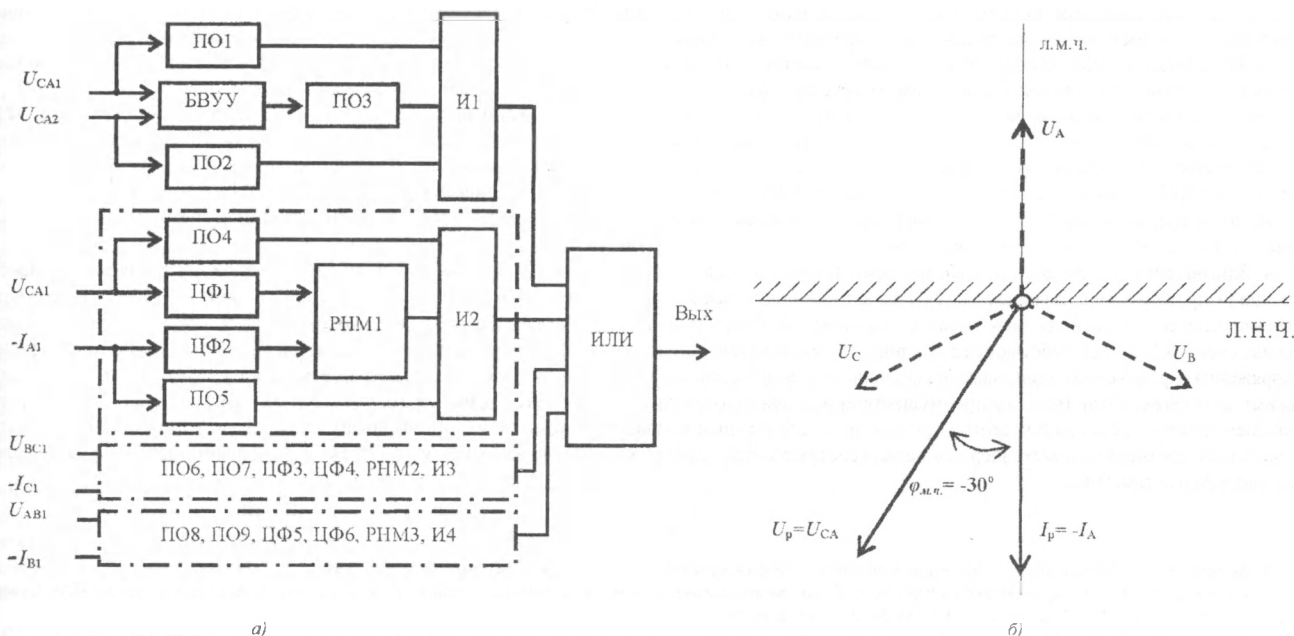 ПО1
U_CA1
БВУУ
ПО3
И1
U_CA2
ПО2
ПО4
U_CA1
ЦФ1
РНМ1
И2
-I_A1
ЦФ2
ПО5
ИЛИ
Вых
U_BC1
ПО6, ПО7, ЦФ3, ЦФ4, РНМ2, И3
-I_C1
U_AB1
ПО8, ПО9, ЦФ5, ЦФ6, РНМ3, И4
-I_B1
а)
Л.М.Ч.
U_A
Л.Н.Ч.
U_C
U_B
φ_м.ч.= -30°
U_р=U_CA
I_р= -I_A
б)